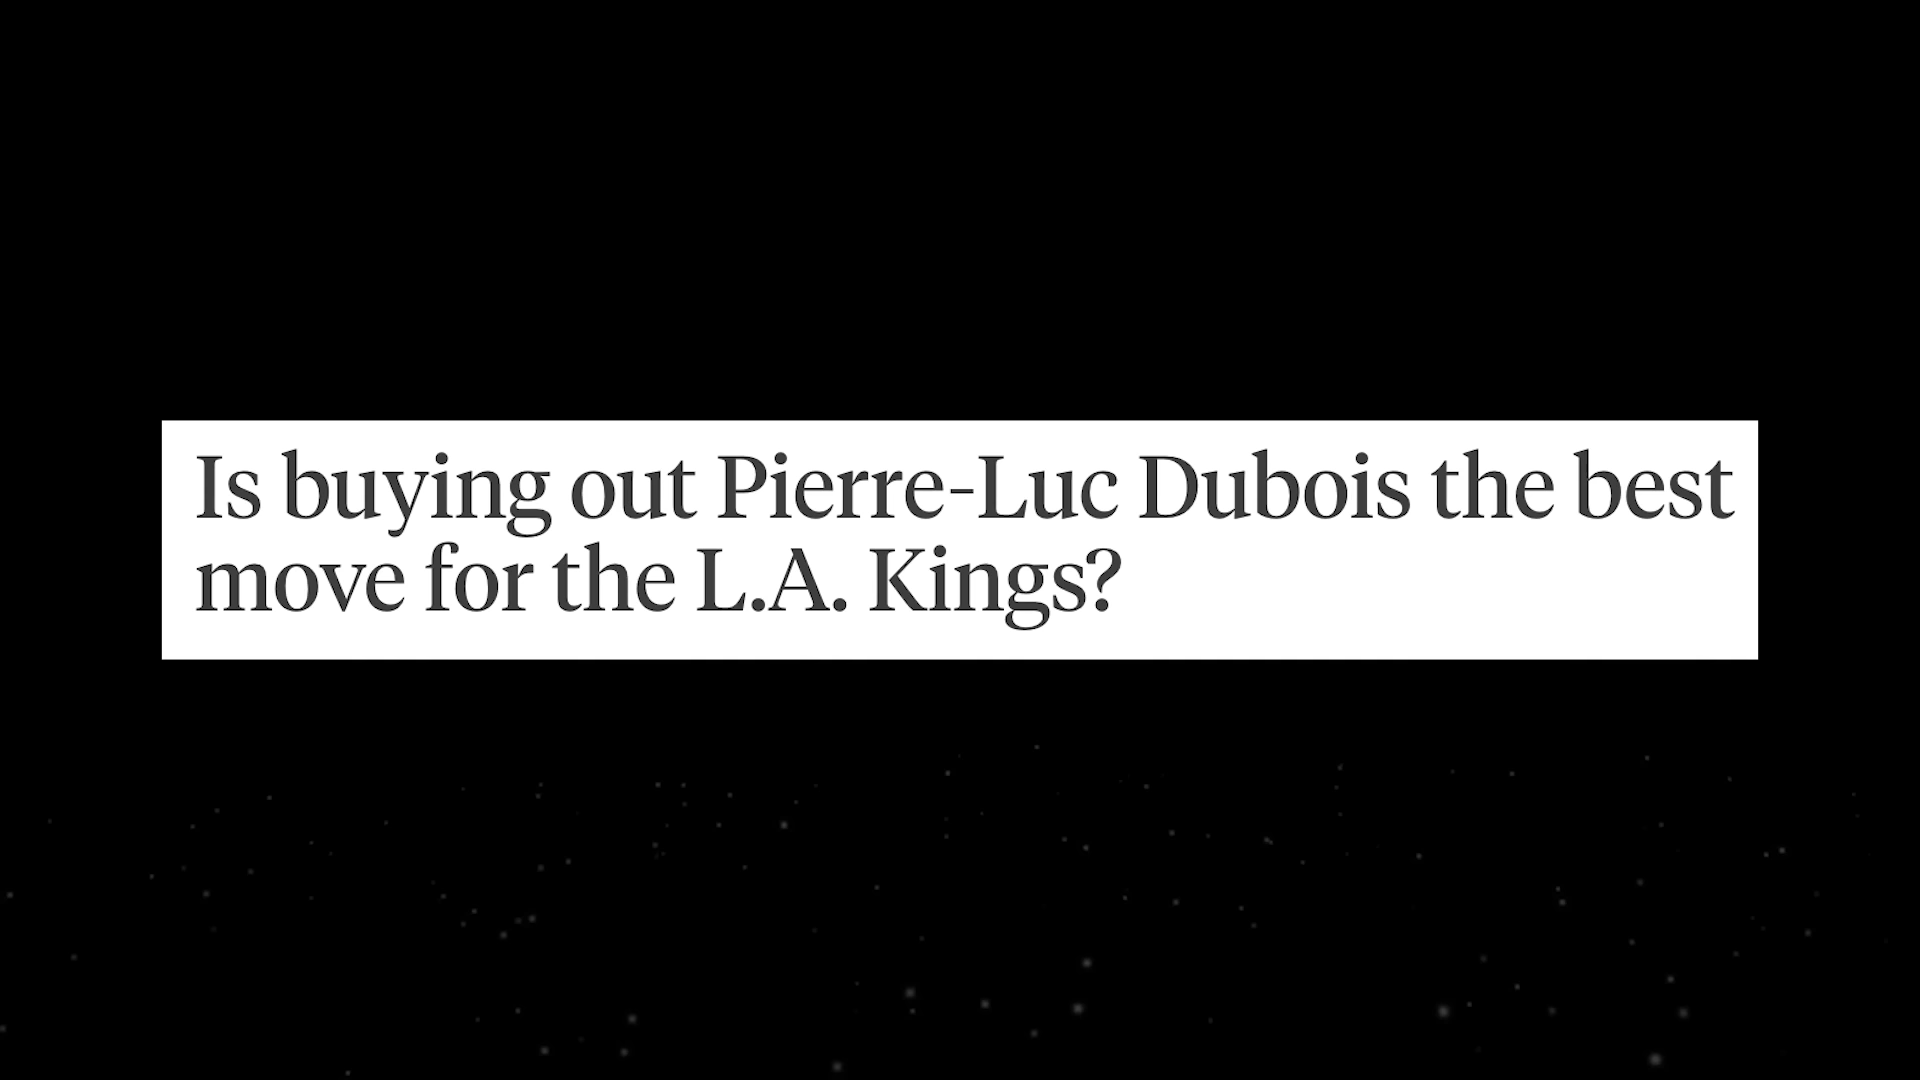 Is buying out Pierre-Luc Dubois the best
move for the L.A. Kings?